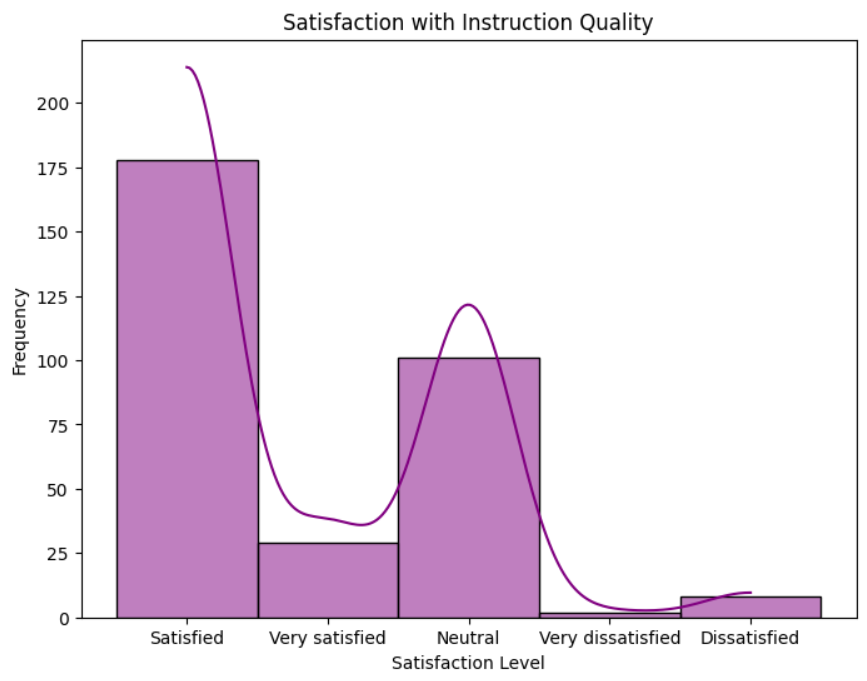 Satisfaction with Instruction Quality
200
175
150
125
100
75
50
25
0
Frequency
Satisfied
Very satisfied
Neutral
Very dissatisfied
Dissatisfied
Satisfaction Level